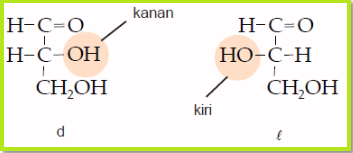 kanan
H–C=O
H–C–OH
CH₂OH
d
H–C=O
HO–C–H
CH₂OH
kiri
ℓ